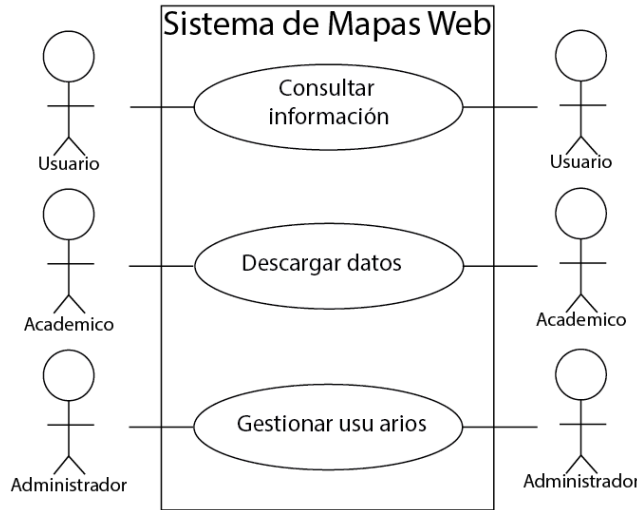 Sistema de Mapas Web
Consultar
información
Usuario
Usuario
Descargar datos
Academico
Academico
Gestionar usu arios
Administrador
Administrador